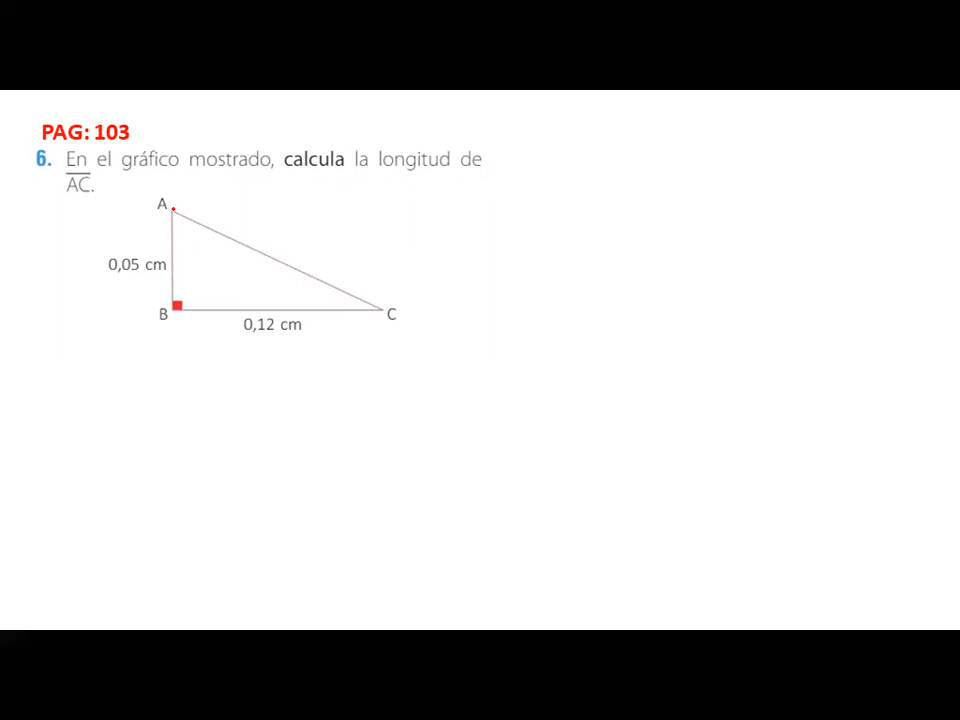 PAG: 103
6. En el gráfico mostrado, calcula la longitud de
AC.
A
0,05 cm
B
C
0,12 cm